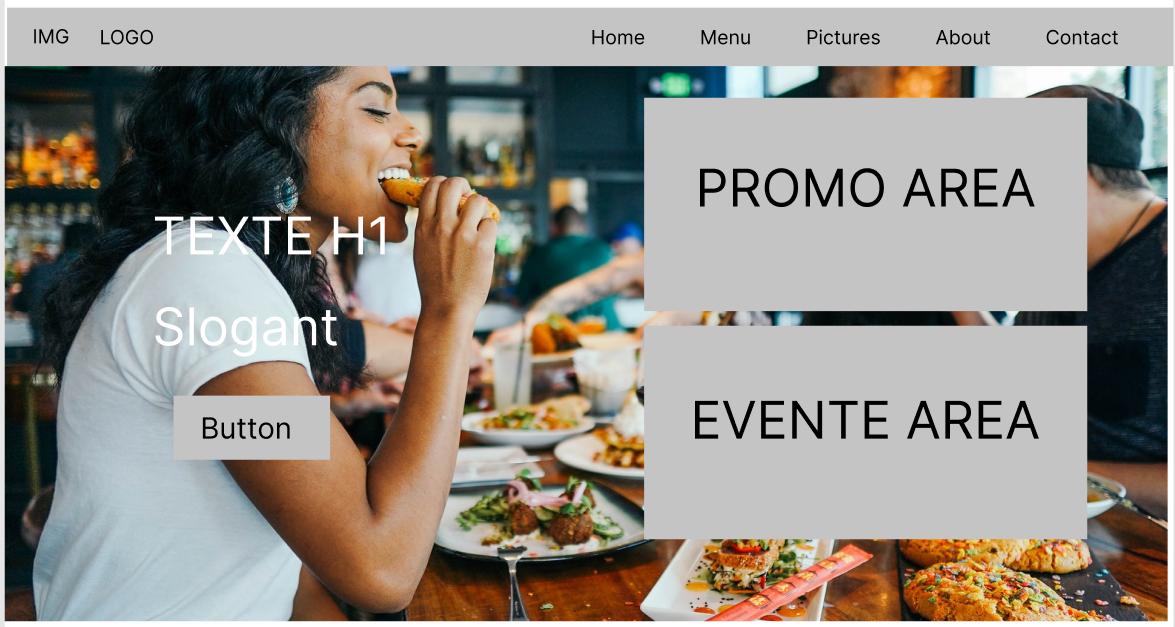 IMG LOGO Home Menu Pictures About Contact
TEXTE H1
Slogant
Button
PROMO AREA
EVENTE AREA